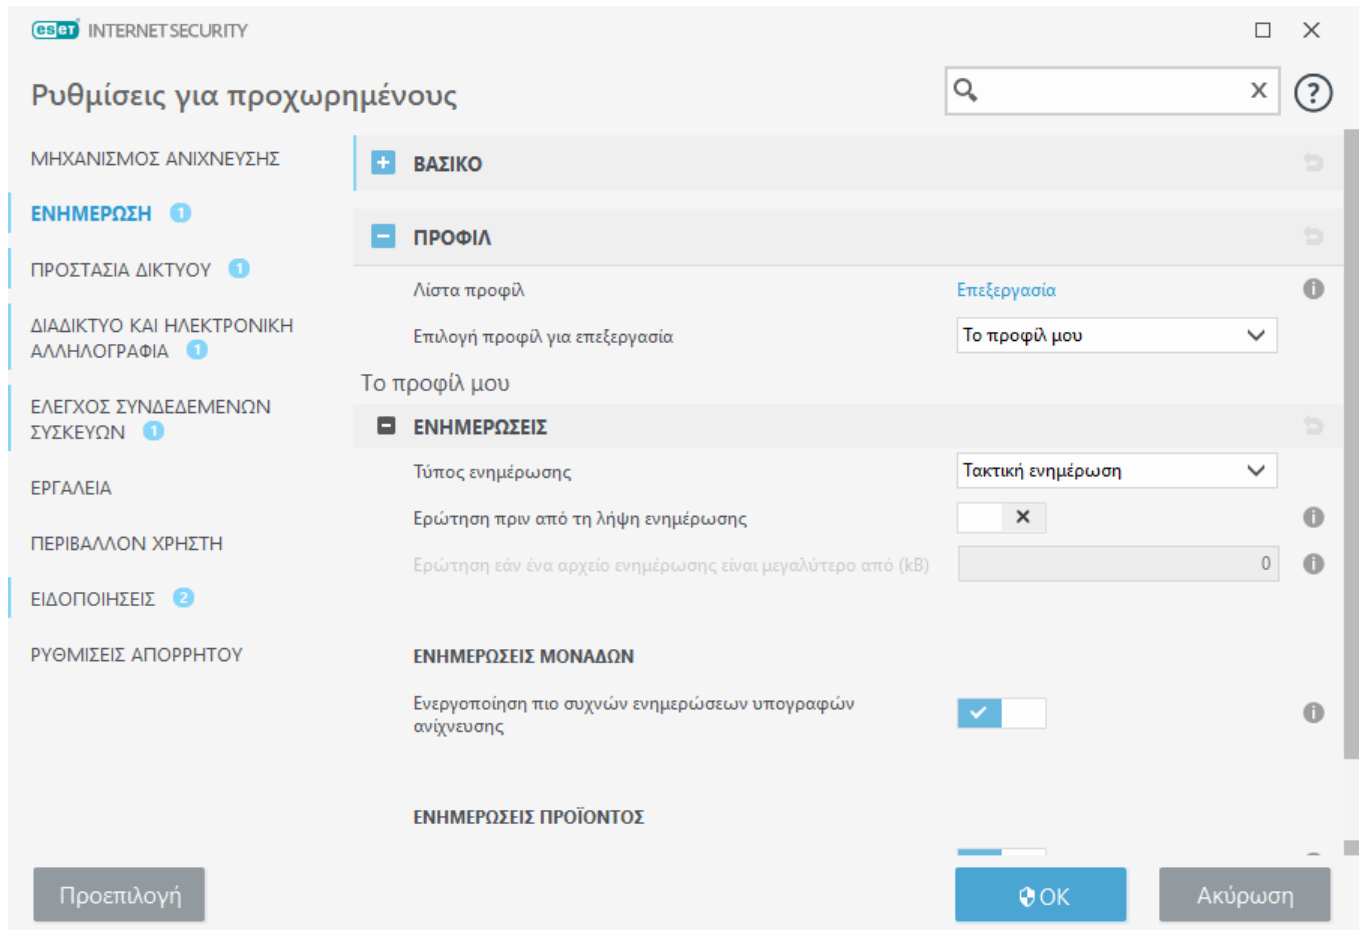 eset INTERNET SECURITY
Ρυθμίσεις για προχωρημένους
X
?
ΜΗΧΑΝΙΣΜΟΣ ΑΝΙΧΝΕΥΣΗΣ
ΕΝΗΜΕΡΩΣΗ 1
ΠΡΟΣΤΑΣΙΑ ΔΙΚΤΥΟΥ 1
ΔΙΑΔΙΚΤΥΟ ΚΑΙ ΗΛΕΚΤΡΟΝΙΚΗ
ΑΛΛΗΛΟΓΡΑΦΙΑ 1
ΕΛΕΓΧΟΣ ΣΥΝΔΕΔΕΜΕΝΩΝ
ΣΥΣΚΕΥΩΝ 1
ΕΡΓΑΛΕΙΑ
ΠΕΡΙΒΑΛΛΟΝ ΧΡΗΣΤΗ
ΕΙΔΟΠΟΙΗΣΕΙΣ 2
ΡΥΘΜΙΣΕΙΣ ΑΠΟΡΡΗΤΟΥ
ΒΑΣΙΚΟ
ΠΡΟΦΙΛ
Λίστα προφίλ Επεξεργασία
Επιλογή προφίλ για επεξεργασία Το προφίλ μου
Το προφίλ μου
ΕΝΗΜΕΡΩΣΕΙΣ
Τύπος ενημέρωσης Τακτική ενημέρωση
Ερώτηση πριν από τη λήψη ενημέρωσης
Ερώτηση εάν ένα αρχείο ενημέρωσης είναι μεγαλύτερο από (kB) 0
ΕΝΗΜΕΡΩΣΕΙΣ ΜΟΝΑΔΩΝ
Ενεργοποίηση πιο συχνών ενημερώσεων υπογραφών
ανίχνευσης
ΕΝΗΜΕΡΩΣΕΙΣ ΠΡΟΪΟΝΤΟΣ
Προεπιλογή
OK
Ακύρωση